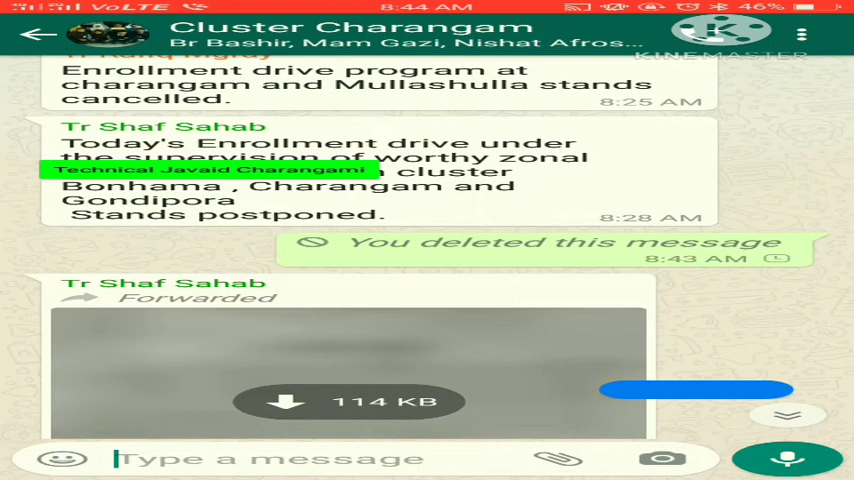 VoLTE 8:44 AM 46%
Cluster Charangam
Br Bashir, Mam Gazi, Nishat Afros...
KINEMASTER
Enrollment drive program at
charangam and Mullashulla stands
cancelled.
8:25 AM
Tr Shaf Sahab
Today's Enrollment drive under
the supervision of worthy zonal
Technical Javaid Charangami
cluster
Bonhama , Charangam and
Gondipora
Stands postponed.
8:28 AM
You deleted this message
8:43 AM
Tr Shaf Sahab
Forwarded
114 KB
Type a message